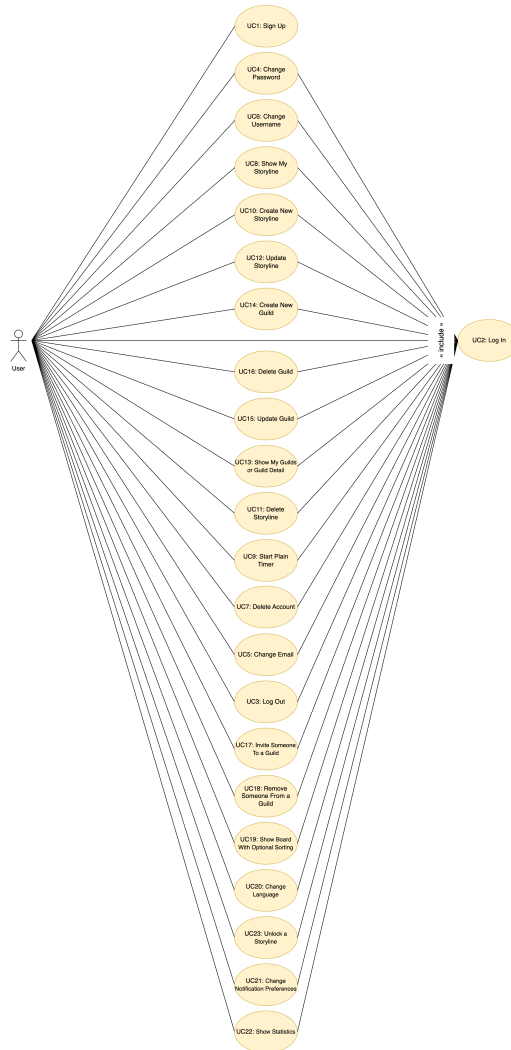 UC1: Sign Up
UC4: Change
Password
UC6: Change
Username
UC8: Show My
Storyline
UC10: Create New
Storyline
UC12: Update
Storyline
UC14: Create New
Guild
User
« include »
UC2: Log In
UC16: Delete Guild
UC15: Update Guild
UC13: Show My Guilds
or Guild Detail
UC11: Delete
Storyline
UC9: Start Plain
Timer
UC7: Delete Account
UC5: Change Email
UC3: Log Out
UC17: Invite Someone
To a Guild
UC18: Remove
Someone From a
Guild
UC19: Show Board
With Optional Sorting
UC20: Change
Language
UC23: Unlock a
Storyline
UC21: Change
Notification Preferences
UC22: Show Statistics